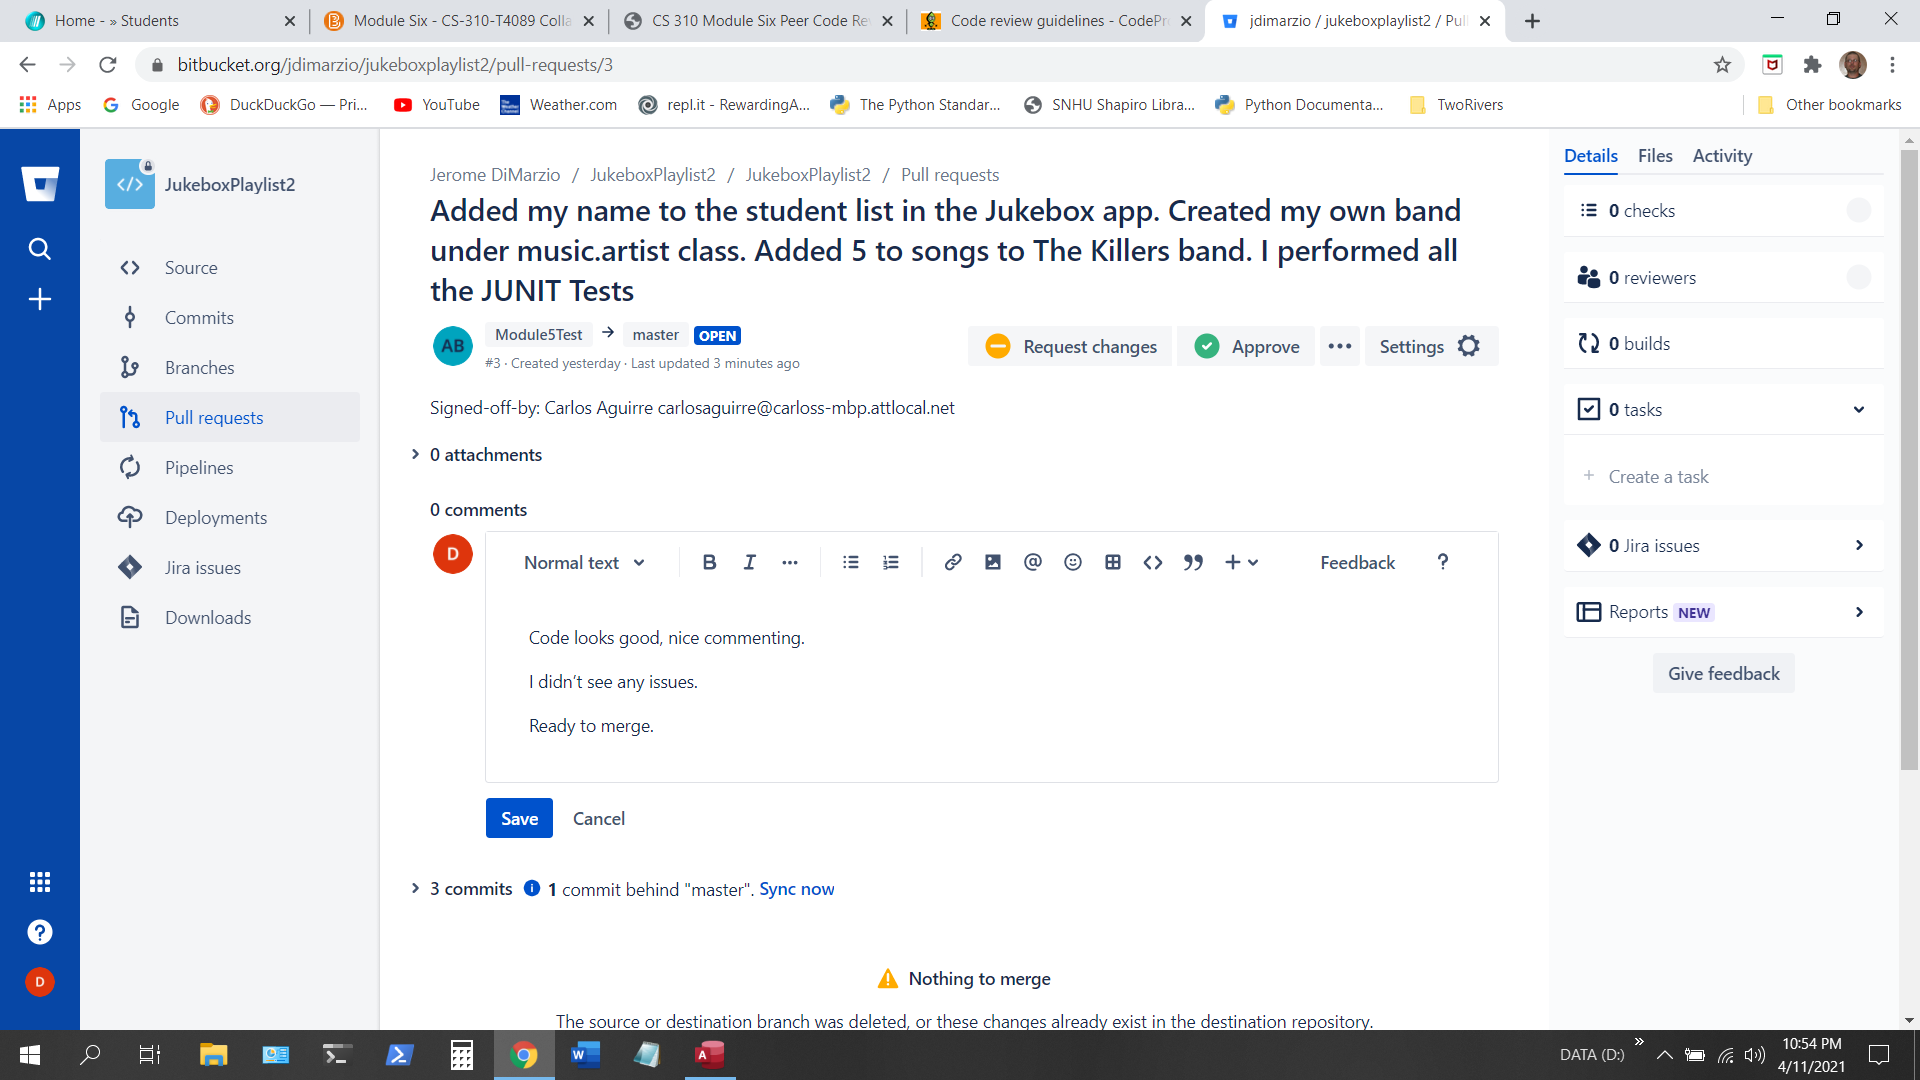 Home - » Students
Module Six - CS-310-T4089 Colla
CS 310 Module Six Peer Code Rev
Code review guidelines - CodePro
jdimarzio / jukeboxplaylist2 / Pull
bitbucket.org/jdimarzio/jukeboxplaylist2/pull-requests/3
Apps
Google
DuckDuckGo — Pri...
YouTube
Weather.com
repl.it - RewardingA...
The Python Standar...
SNHU Shapiro Libra...
Python Documenta...
TwoRivers
Other bookmarks
JukeboxPlaylist2
Source
Commits
Branches
Pull requests
Pipelines
Deployments
Jira issues
Downloads
D
Jerome DiMarzio / JukeboxPlaylist2 / JukeboxPlaylist2 / Pull requests
Added my name to the student list in the Jukebox app. Created my own band
under music.artist class. Added 5 to songs to The Killers band. I performed all
the JUNIT Tests
AB
Module5Test → master OPEN
#3 · Created yesterday · Last updated 3 minutes ago
Request changes
Approve
Settings
Signed-off-by: Carlos Aguirre carlosaguirre@carloss-mbp.attlocal.net
0 attachments
0 comments
D
Normal text
B I
Feedback ?
Code looks good, nice commenting.
I didn't see any issues.
Ready to merge.
Save Cancel
3 commits 1 commit behind "master". Sync now
Nothing to merge
The source or destination branch was deleted, or these changes already exist in the destination repository.
Details Files Activity
0 checks
0 reviewers
0 builds
0 tasks
+ Create a task
0 Jira issues
Reports NEW
Give feedback
DATA (D:)
10:54 PM
4/11/2021